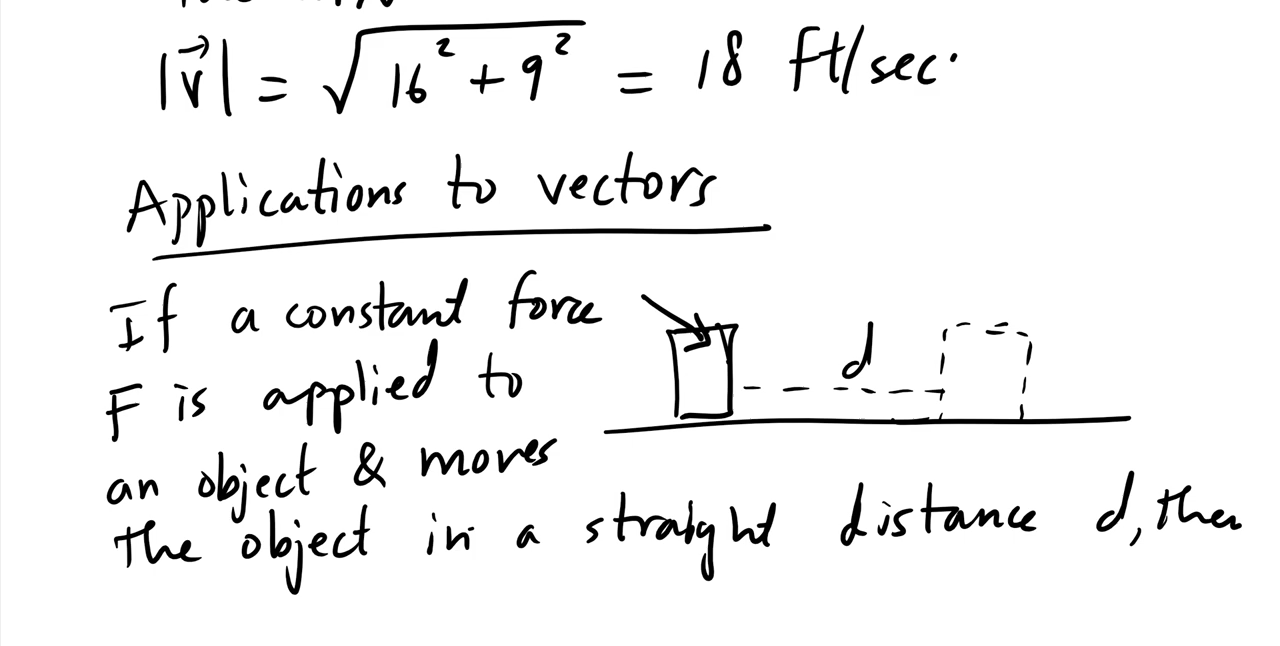 |v⃗| = √16² + 9² = 18 ft/sec.
Applications to vectors
If a constant force
F is applied to
d
an object & moves
the object in a straight distance d, then